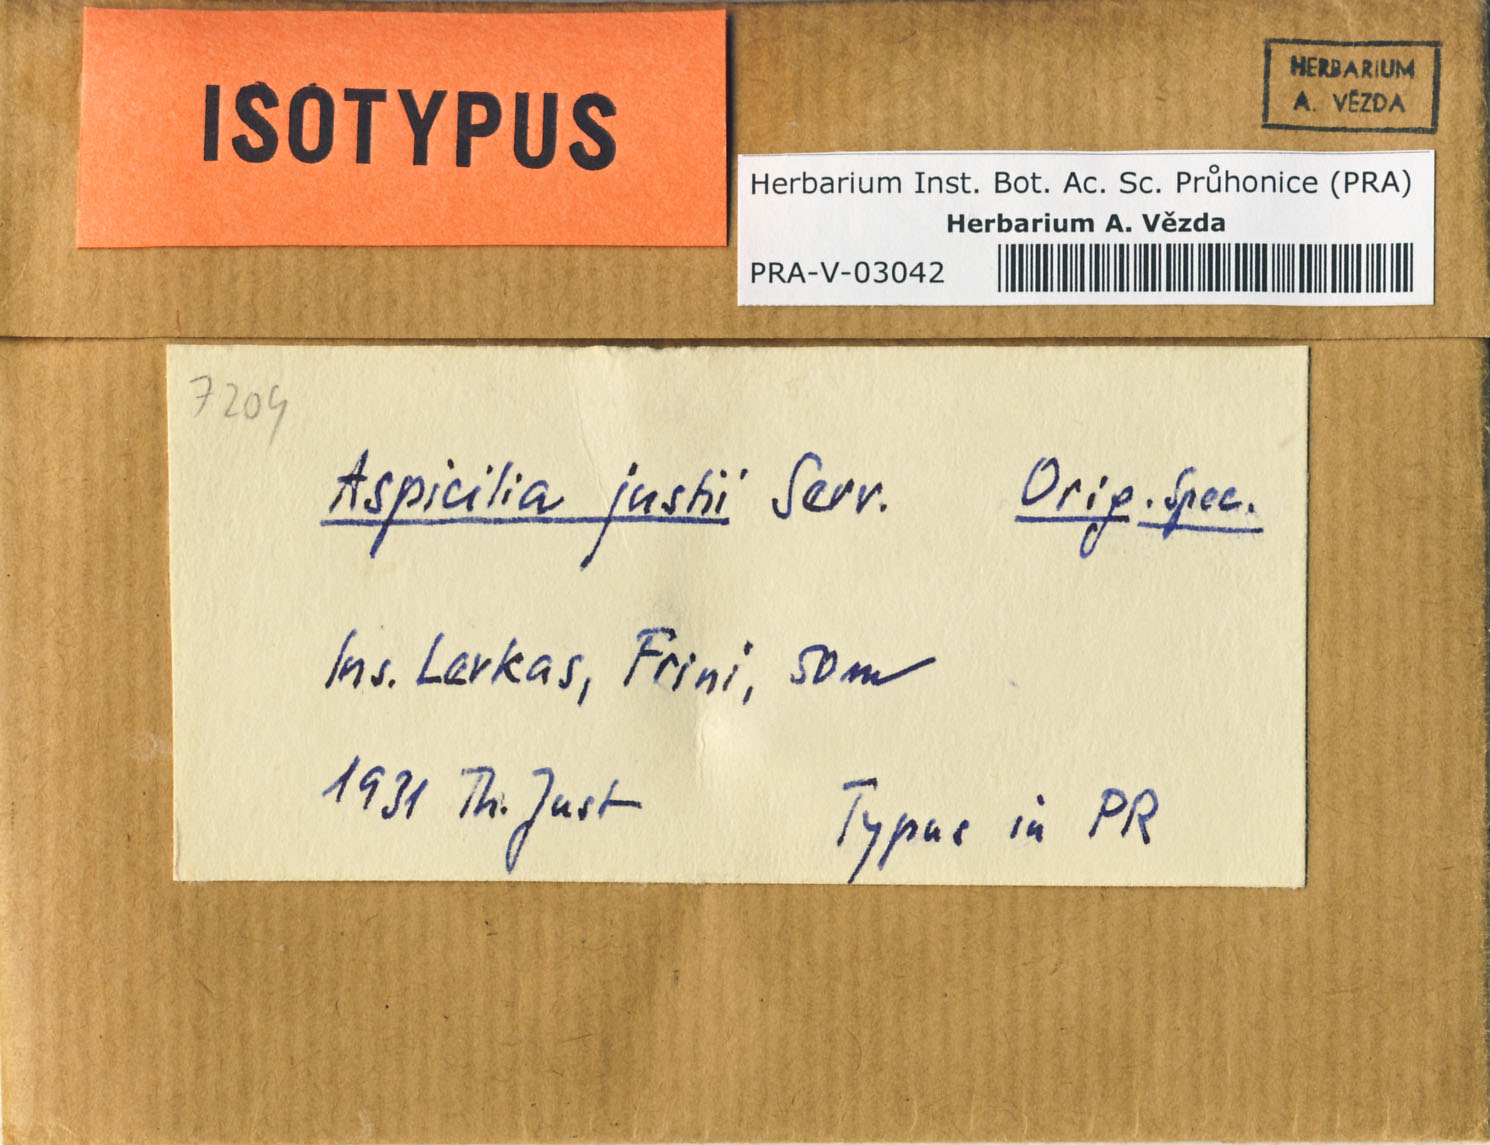 ISOTYPUS
HERBARIUM
A. VĚZDA
Herbarium Inst. Bot. Ac. Sc. Průhonice (PRA)
Herbarium A. Vězda
PRA-V-03042
7204
Aspicilia justii Serv. Orig. Spec.
Ins. Levkas, Frini, 50m
1931 Th. Just Typus in PR